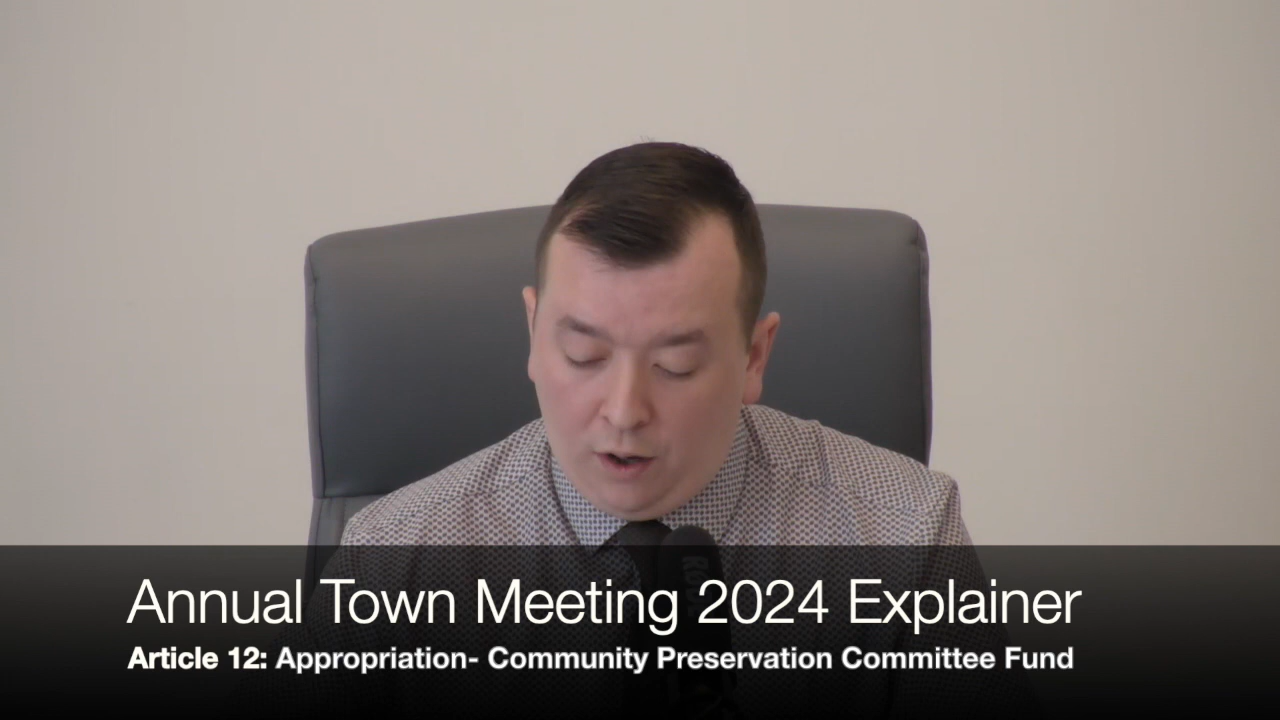 Annual Town Meeting 2024 Explainer
Article 12: Appropriation- Community Preservation Committee Fund